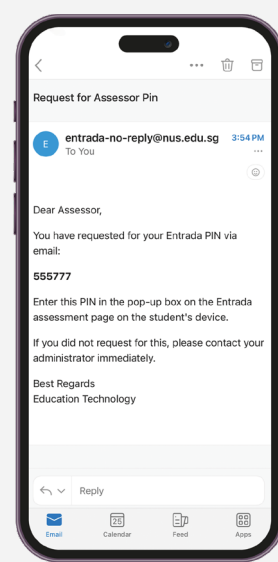 Request for Assessor Pin
E
entrada-no-reply@nus.edu.sg 3:54 PM
To You
Dear Assessor,
You have requested for your Entrada PIN via
email:
555777
Enter this PIN in the pop-up box on the Entrada
assessment page on the student's device.
If you did not request for this, please contact your
administrator immediately.
Best Regards
Education Technology
Reply
25
Email Calendar Feed Apps